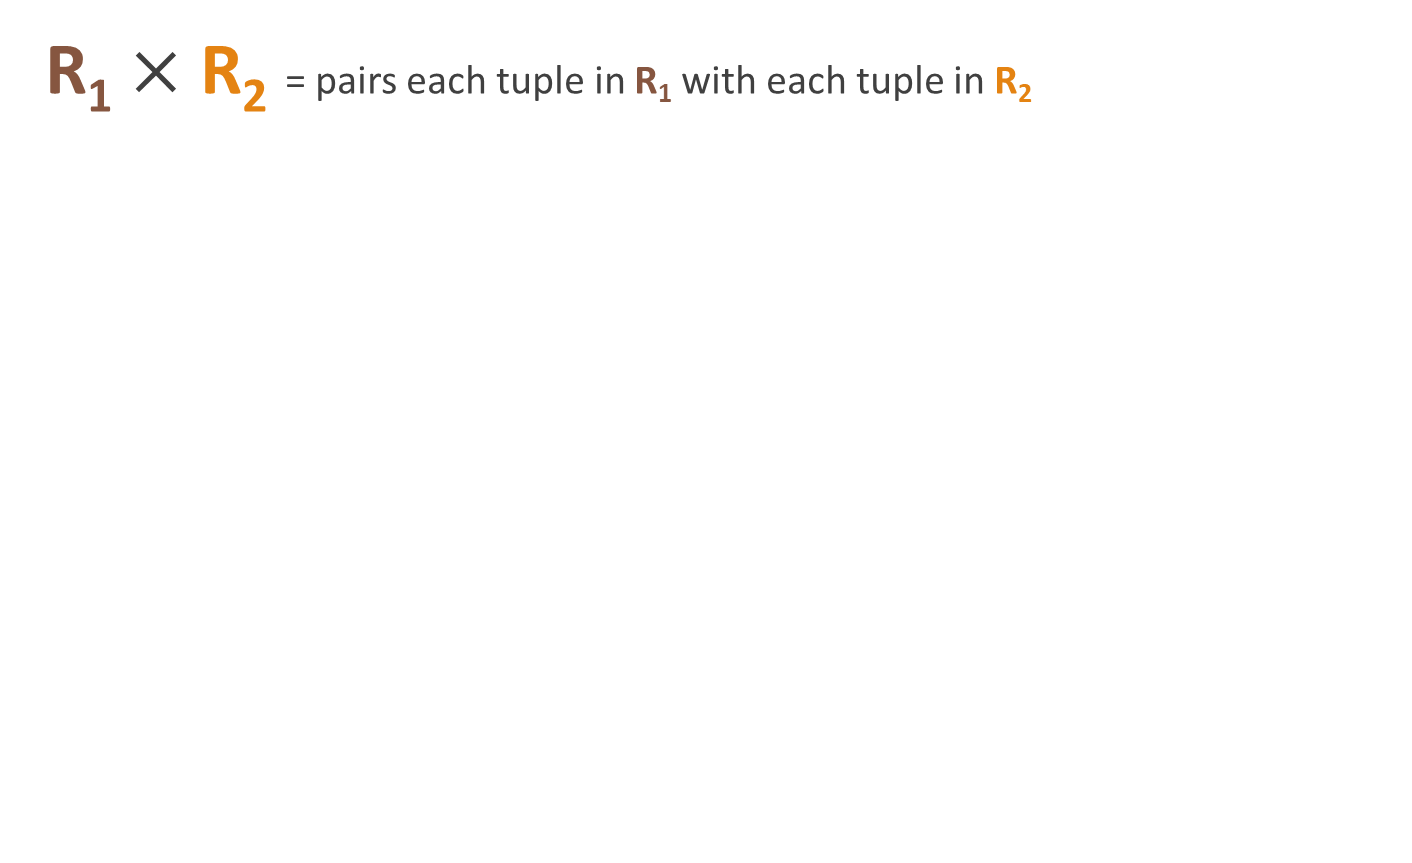 R₁ × R₂ = pairs each tuple in R₁ with each tuple in R₂